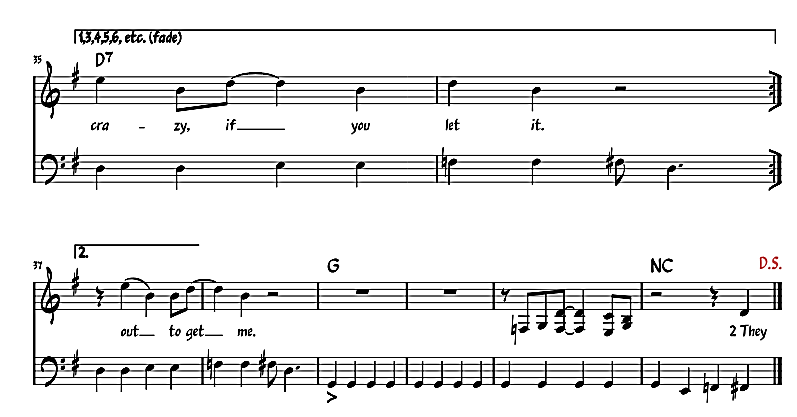 1,3,4,5,6, etc. (fade)
35 D7
cra - zy, if you let it.
2.
37 G NC D.S.
out to get me. 2 They